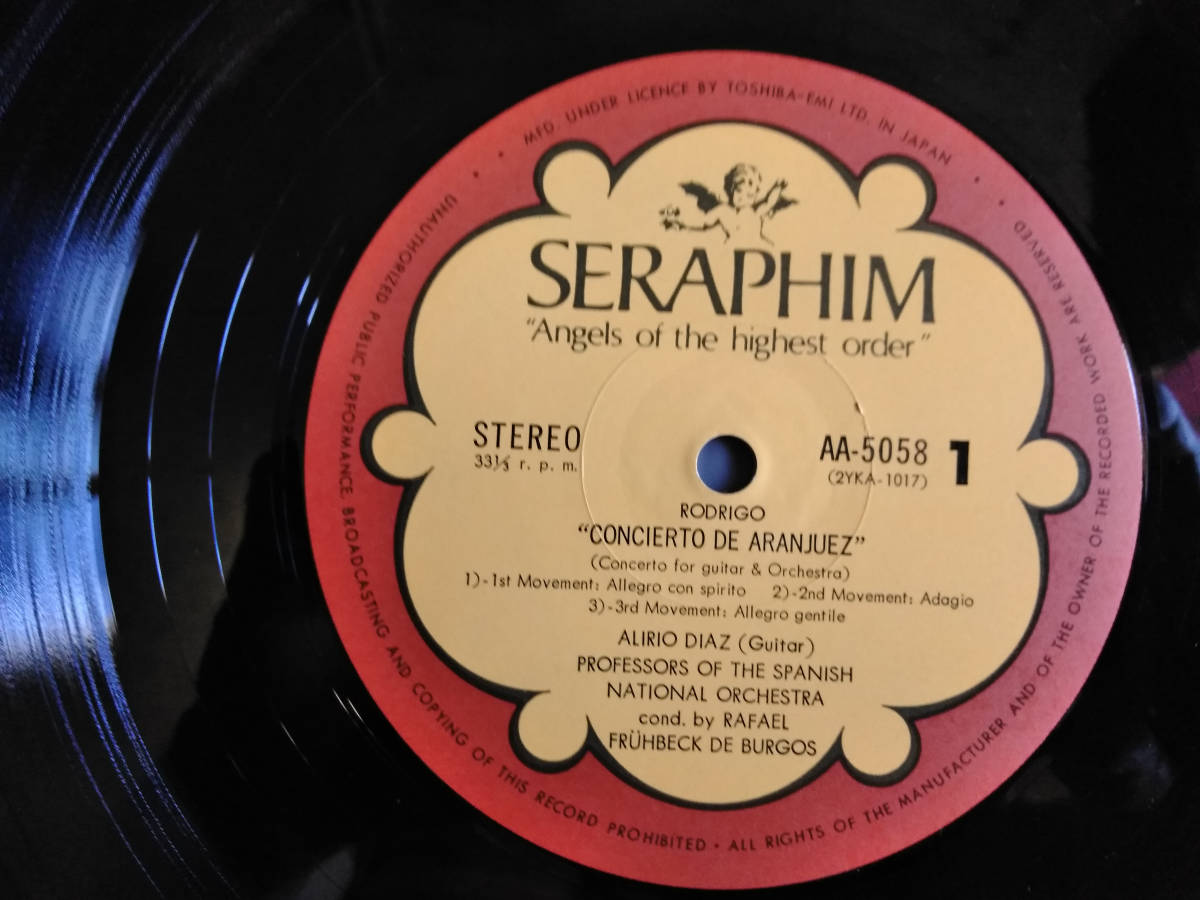 MFD. UNDER LICENCE BY TOSHIBA-EMI LTD. IN JAPAN
SERAPHIM
"Angels of the highest order"
STEREO
33⅓ r. p. m.
AA-5058 1
(2YKA-1017)
RODRIGO
"CONCIERTO DE ARANJUEZ"
(Concerto for guitar & Orchestra)
1)-1st Movement: Allegro con spirito 2)-2nd Movement: Adagio
3)-3rd Movement: Allegro gentile
ALIRIO DIAZ (Guitar)
PROFESSORS OF THE SPANISH
NATIONAL ORCHESTRA
cond. by RAFAEL
FRÜHBECK DE BURGOS
UNAUTHORIZED PUBLIC PERFORMANCE, BROADCASTING AND COPYING OF THIS RECORD PROHIBITED • ALL RIGHTS OF THE MANUFACTURER AND OF THE OWNER OF THE RECORDED WORK ARE RESERVED